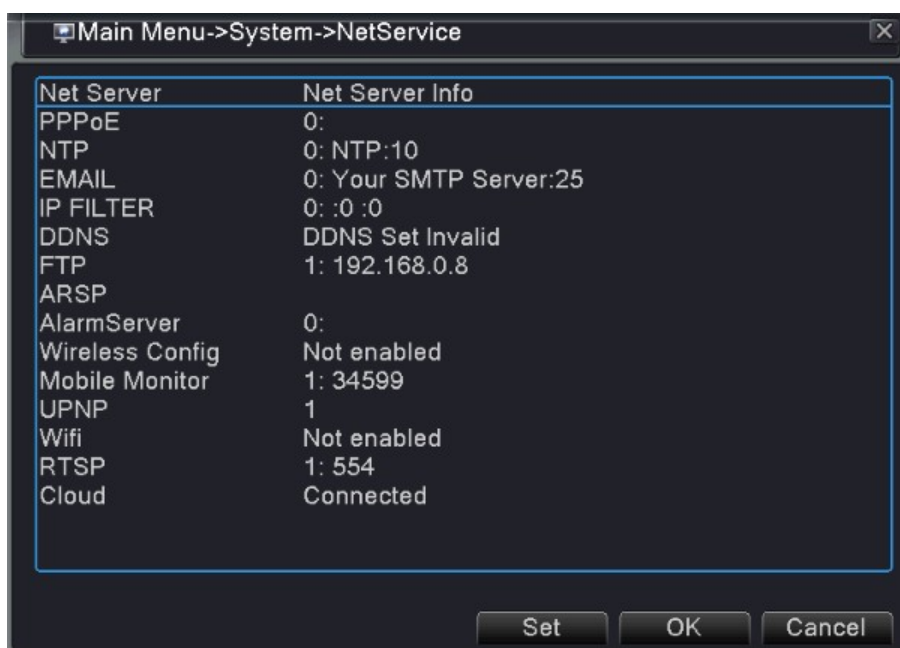 Main Menu->System->NetService
Net Server Net Server Info
PPPoE 0:
NTP 0: NTP:10
EMAIL 0: Your SMTP Server:25
IP FILTER 0: :0 :0
DDNS DDNS Set Invalid
FTP 1: 192.168.0.8
ARSP
AlarmServer 0:
Wireless Config Not enabled
Mobile Monitor 1: 34599
UPNP 1
Wifi Not enabled
RTSP 1: 554
Cloud Connected
Set OK Cancel